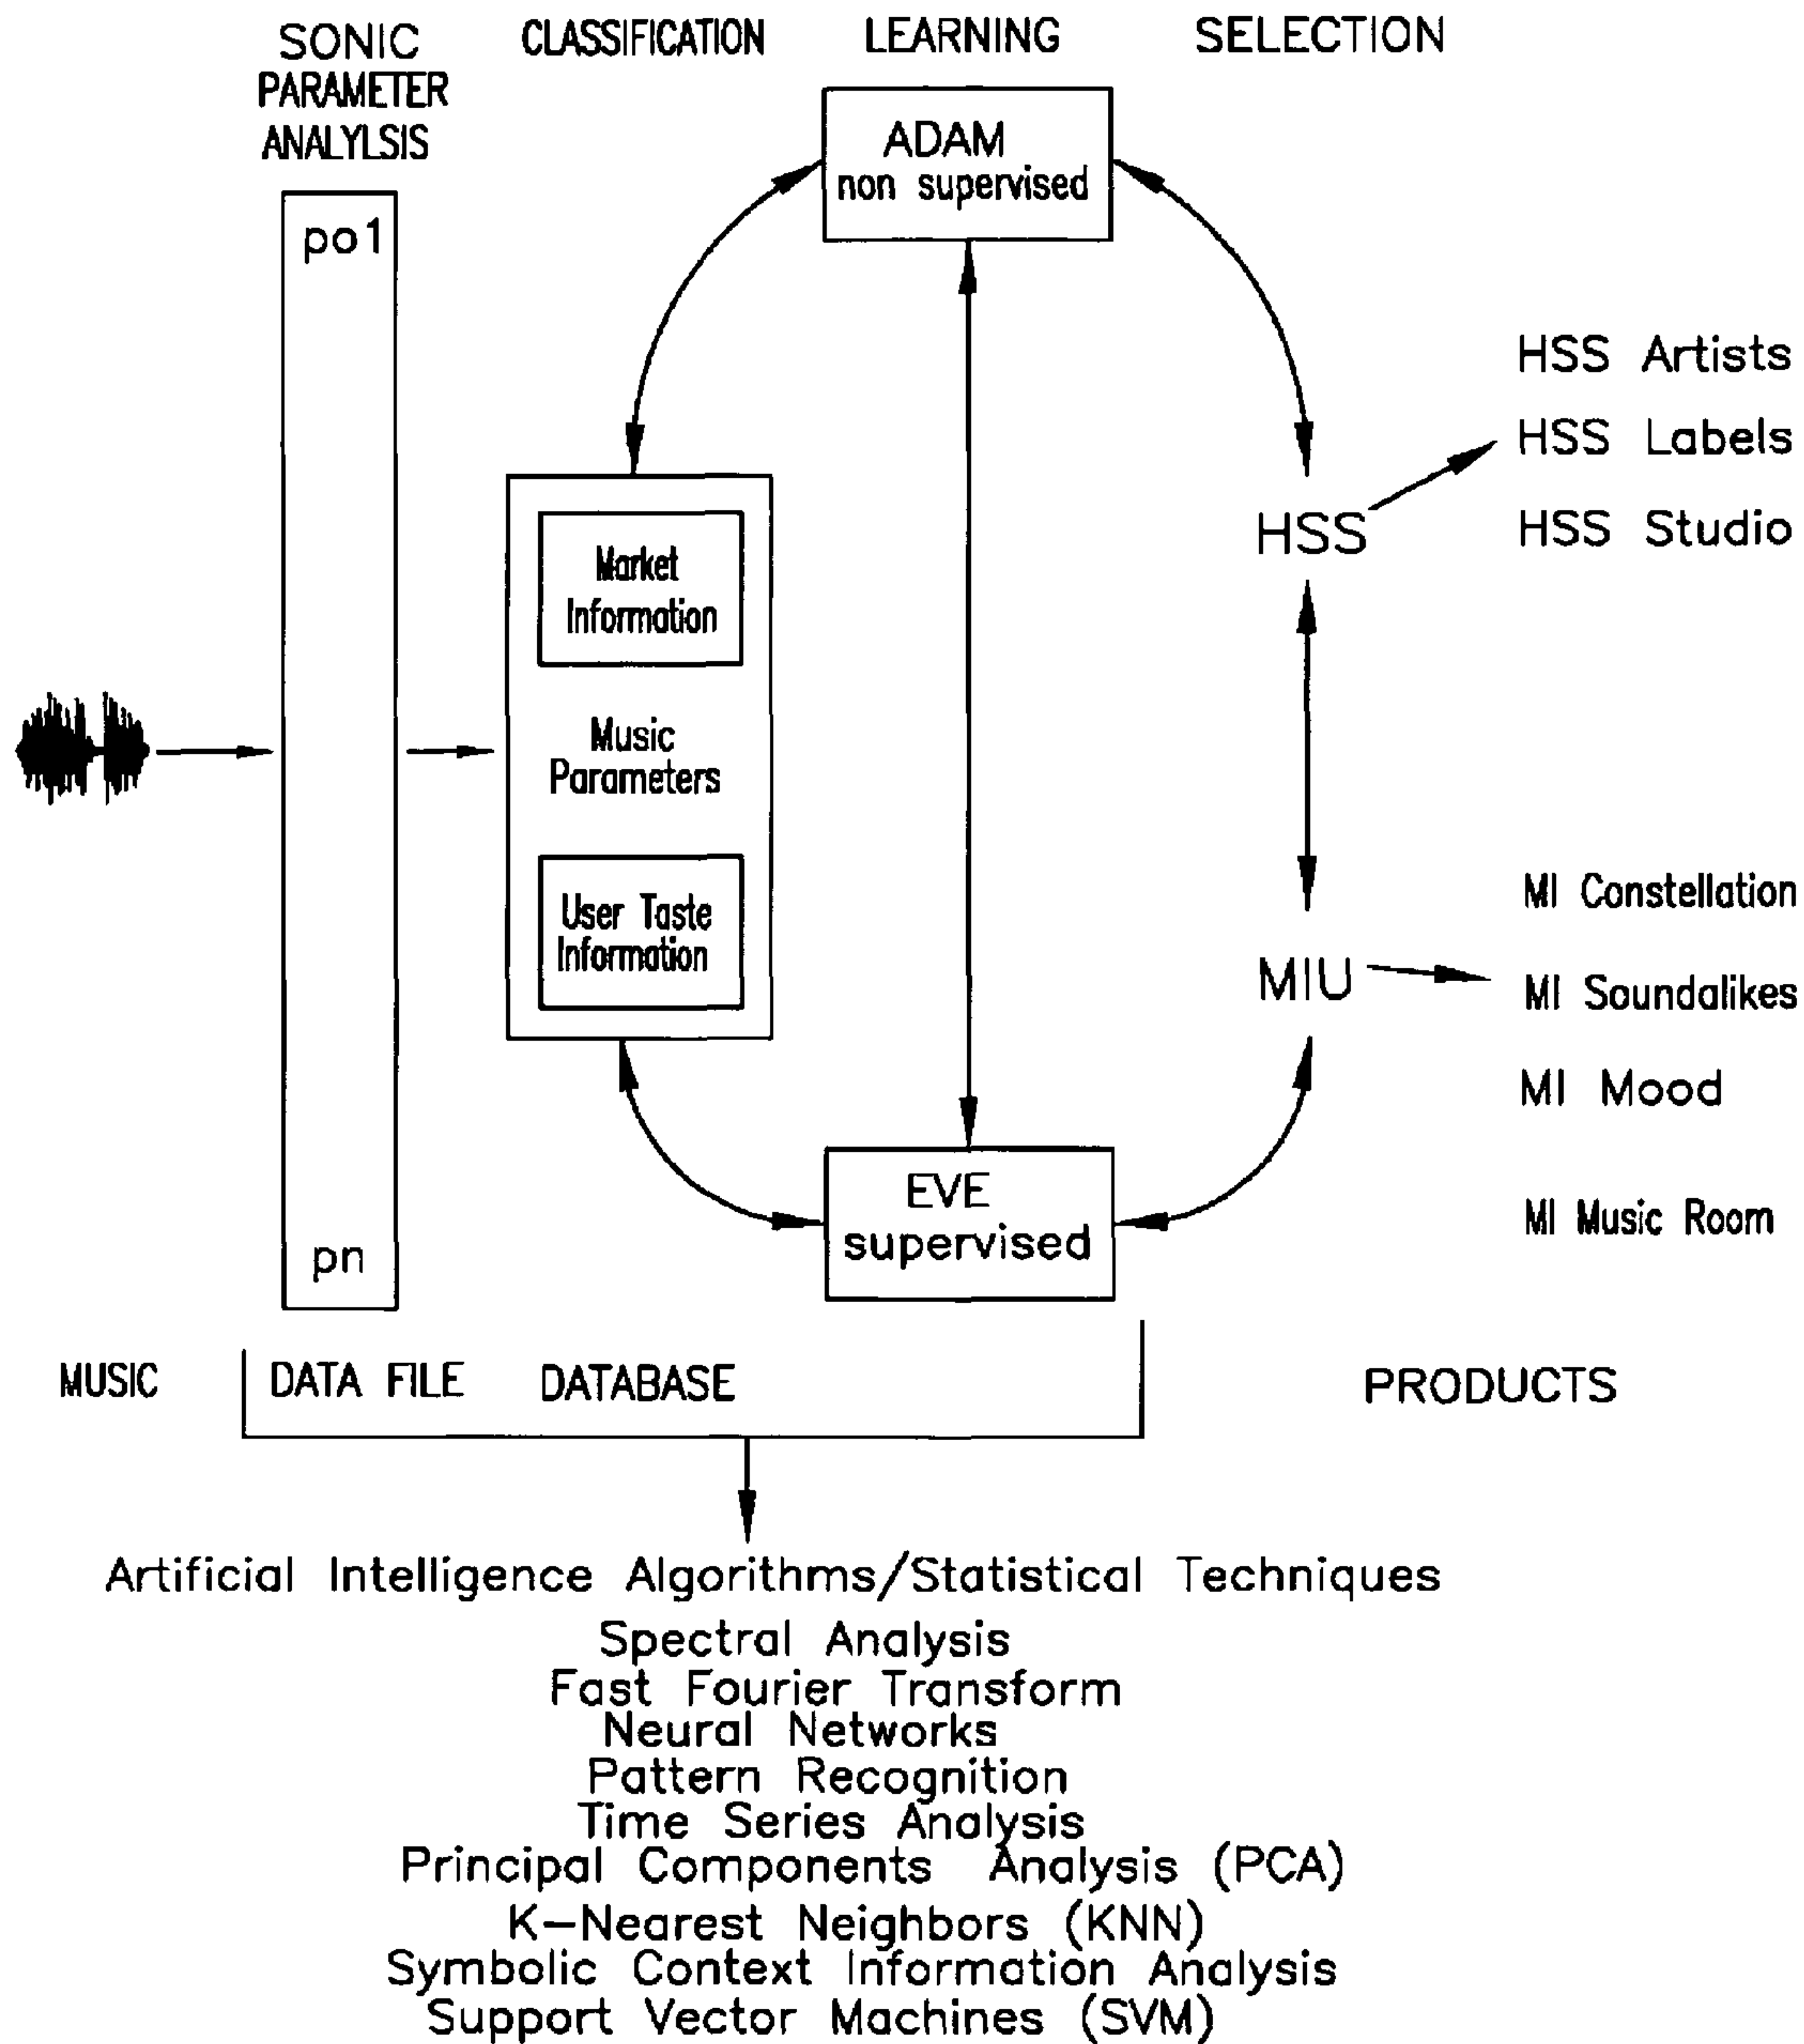 SONIC
PARAMETER
ANALYLSIS
CLASSIFICATION
LEARNING
SELECTION
po1
pn
ADAM
non supervised
Market
Information
Music
Parameters
User Taste
Information
EVE
supervised
HSS
HSS Artists
HSS Labels
HSS Studio
MIU
MI Constellation
MI Soundalikes
MI Mood
MI Music Room
MUSIC
DATA FILE
DATABASE
PRODUCTS
Artificial Intelligence Algorithms/Statistical Techniques
Spectral Analysis
Fast Fourier Transform
Neural Networks
Pattern Recognition
Time Series Analysis
Principal Components Analysis (PCA)
K-Nearest Neighbors (KNN)
Symbolic Context Information Analysis
Support Vector Machines (SVM)